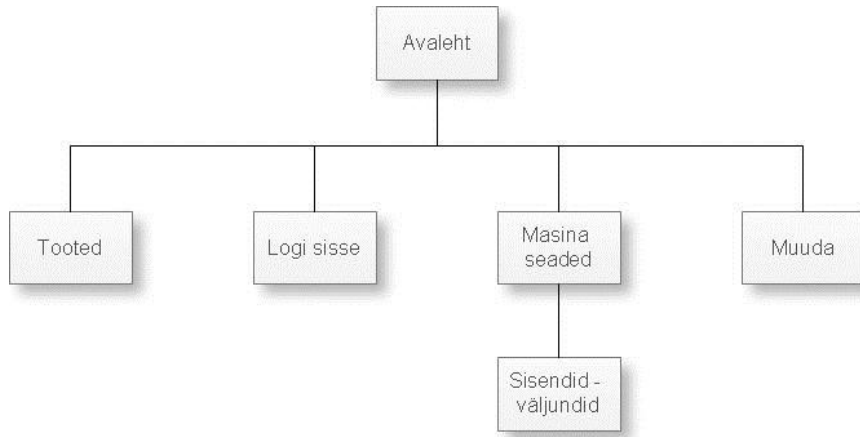 Avaleht
Tooted
Logi sisse
Masina
seaded
Muuda
Sisendid -
väljundid